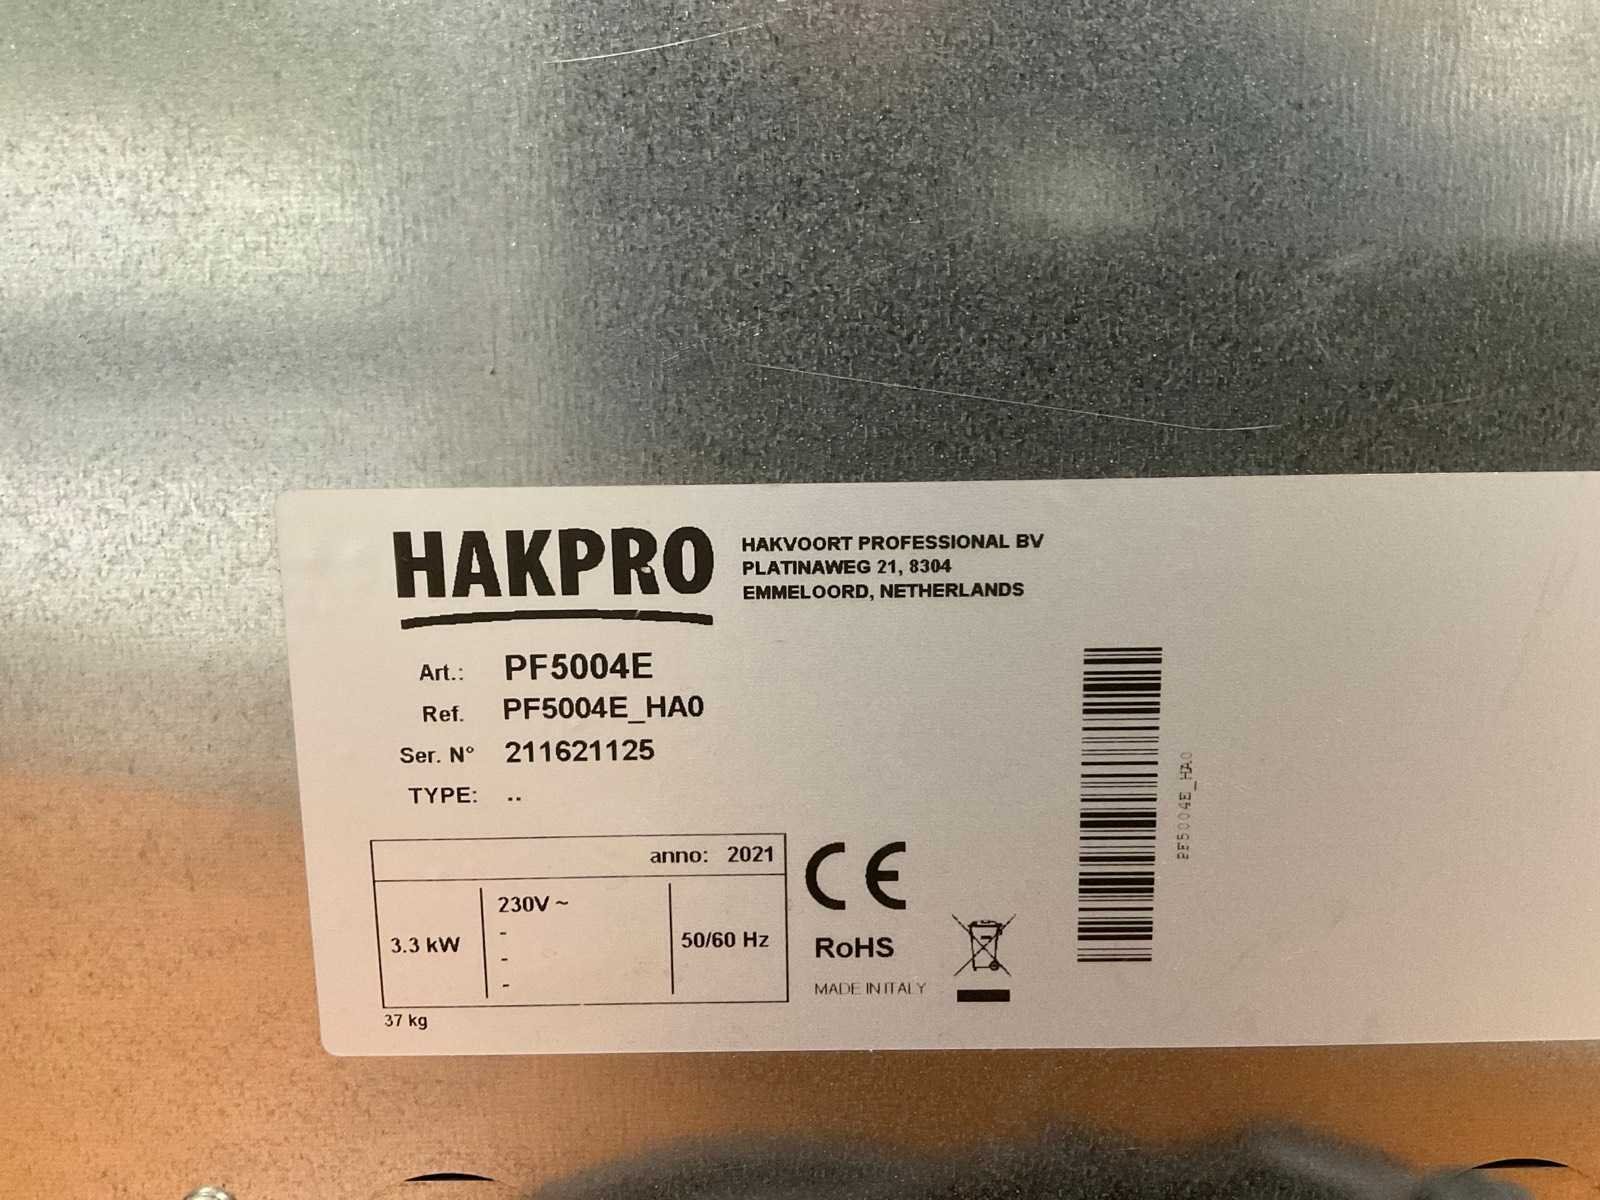 HAKPRO
HAKVOORT PROFESSIONAL BV
PLATINAWEG 21, 8304
EMMELOORD, NETHERLANDS
Art.: PF5004E
Ref. PF5004E_HA0
Ser. N° 211621125
TYPE: ..
anno: 2021
3.3 kW
230V ~
-
-
-
50/60 Hz
37 kg
CE
RoHS
MADE IN ITALY
PF5004E_HA0